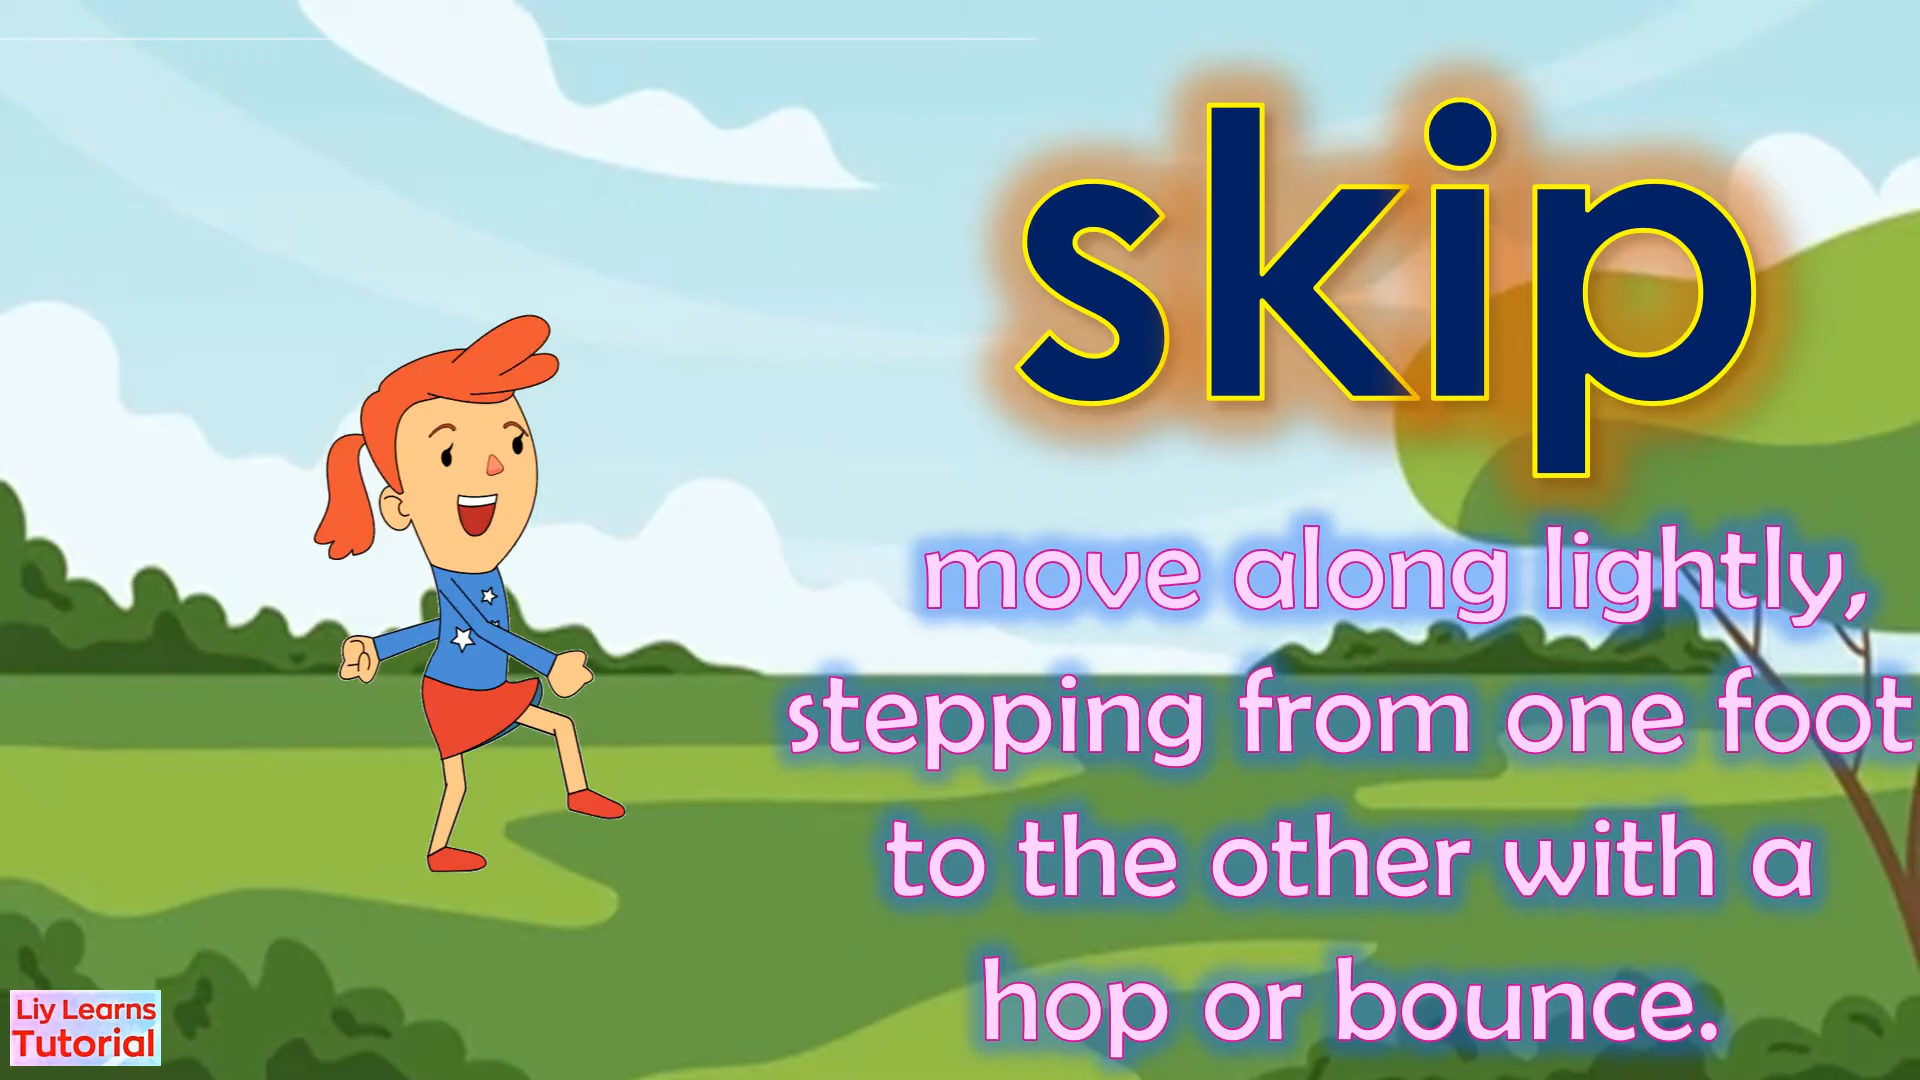 skip
move along lightly,
stepping from one foot
to the other with a
hop or bounce.
Liy Learns
Tutorial